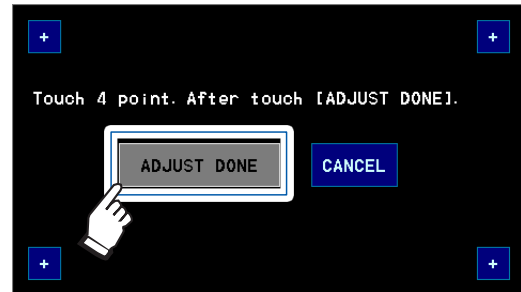 + +
Touch 4 point. After touch [ADJUST DONE].
ADJUST DONE CANCEL
+ +